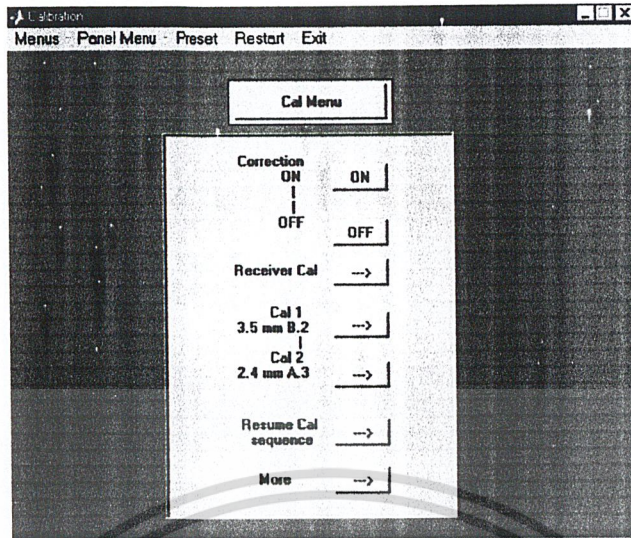 Calibration
Menus Panel Menu Preset Restart Exit
Cal Menu
Correction
ON ON
OFF OFF
Receiver Cal --->
Cal 1
3.5 mm B.2 --->
Cal 2
2.4 mm A.3 --->
Resume Cal
sequence --->
More --->